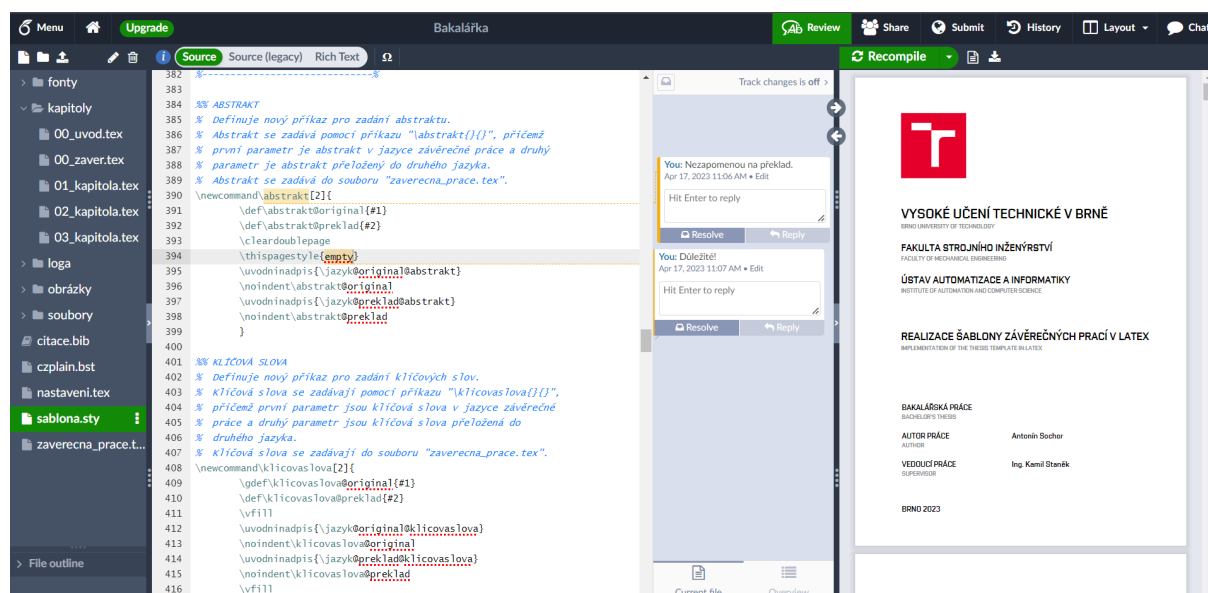 Menu
Upgrade
Bakalářka
Review
Share
Submit
History
Layout
Chat
Source
Source (legacy)
Rich Text
Ω
Recompile
fonty
kapitoly
00_uvod.tex
00_zaver.tex
01_kapitola.tex
02_kapitola.tex
03_kapitola.tex
loga
obrázky
soubory
citace.bib
czplain.bst
nastaveni.tex
sablona.sty
zaverecna_prace.t...
File outline
382 %-----------------------------%
383
384 %% ABSTRAKT
385 % Definuje nový příkaz pro zadání abstraktu.
386 % Abstrakt se zadává pomocí příkazu "\abstrakt{}{}", přičemž
387 % první parametr je abstrakt v jazyce závěrečné práce a druhý
388 % parametr je abstrakt přeložený do druhého jazyka.
389 % Abstrakt se zadává do souboru "zaverecna_prace.tex".
390 \newcommand\abstrakt[2]{
391 \def\abstrakt@original{#1}
392 \def\abstrakt@preklad{#2}
393 \cleardoublepage
394 \thispagestyle{empty}
395 \uvodninadpis{\jazyk@original@abstrakt}
396 \noindent\abstrakt@original
397 \uvodninadpis{\jazyk@preklad@abstrakt}
398 \noindent\abstrakt@preklad
399 }
400
401 %% KLÍČOVÁ SLOVA
402 % Definuje nový příkaz pro zadání klíčových slov.
403 % Klíčová slova se zadávají pomocí příkazu "\klicovaslova{}{}",
404 % přičemž první parametr jsou klíčová slova v jazyce závěrečné
405 % práce a druhý parametr jsou klíčová slova přeložená do
406 % druhého jazyka.
407 % Klíčová slova se zadávají do souboru "zaverecna_prace.tex".
408 \newcommand\klicovaslova[2]{
409 \gdef\klicovaslova@original{#1}
410 \def\klicovaslova@preklad{#2}
411 \vfill
412 \uvodninadpis{\jazyk@original@klicovaslova}
413 \noindent\klicovaslova@original
414 \uvodninadpis{\jazyk@preklad@klicovaslova}
415 \noindent\klicovaslova@preklad
416 \vfill
Track changes is off
You: Nezapomenou na překlad.
Apr 17, 2023 11:06 AM • Edit
Hit Enter to reply
Resolve
Reply
You: Důležité!
Apr 17, 2023 11:07 AM • Edit
Hit Enter to reply
Resolve
Reply
Current file
Overview
VYSOKÉ UČENÍ TECHNICKÉ V BRNĚ
BRNO UNIVERSITY OF TECHNOLOGY
FAKULTA STROJNÍHO INŽENÝRSTVÍ
FACULTY OF MECHANICAL ENGINEERING
ÚSTAV AUTOMATIZACE A INFORMATIKY
INSTITUTE OF AUTOMATION AND COMPUTER SCIENCE
REALIZACE ŠABLONY ZÁVĚREČNÝCH PRACÍ V LATEX
IMPLEMENTATION OF THE THESIS TEMPLATE IN LATEX
BAKALÁŘSKÁ PRÁCE
BACHELOR'S THESIS
AUTOR PRÁCE Antonín Sochor
AUTHOR
VEDOUCÍ PRÁCE Ing. Kamil Staněk
SUPERVISOR
BRNO 2023